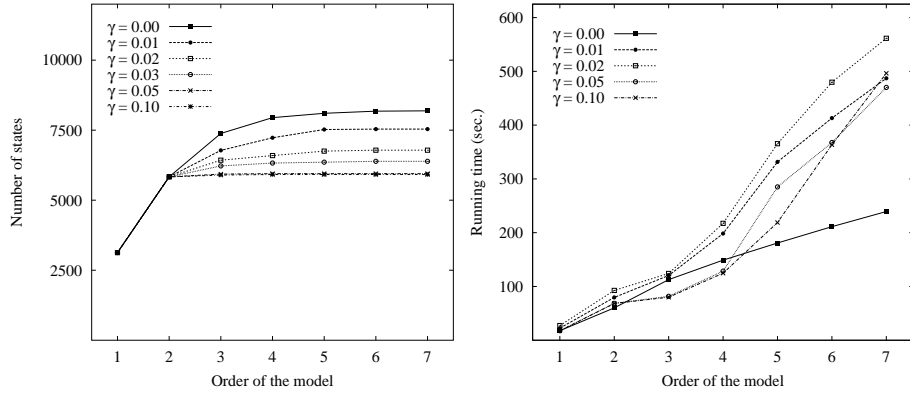 γ = 0.00
γ = 0.01
γ = 0.02
γ = 0.03
γ = 0.05
γ = 0.10
12000
10000
7500
5000
2500
Number of states
1 2 3 4 5 6 7
Order of the model
γ = 0.00
γ = 0.01
γ = 0.02
γ = 0.05
γ = 0.10
600
500
400
300
200
100
Running time (sec.)
1 2 3 4 5 6 7
Order of the model